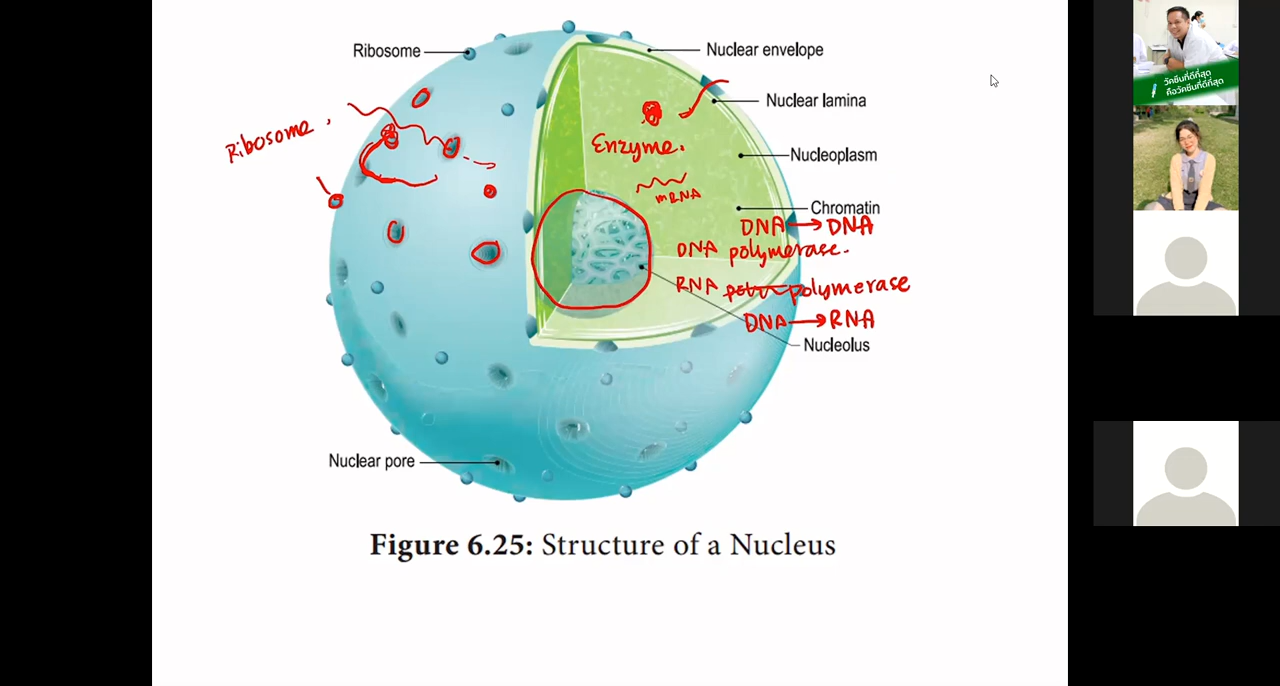 Ribosome
Nuclear envelope
Nuclear lamina
Ribosome.
Enzyme.
Nucleoplasm
mRNA
Chromatin
DNA → DNA
DNA polymerase.
RNA polymerase
DNA → RNA
Nucleolus
Nuclear pore
Figure 6.25: Structure of a Nucleus
วัคซีนที่ดีที่สุด
คือวัคซีนที่ดีที่สุด